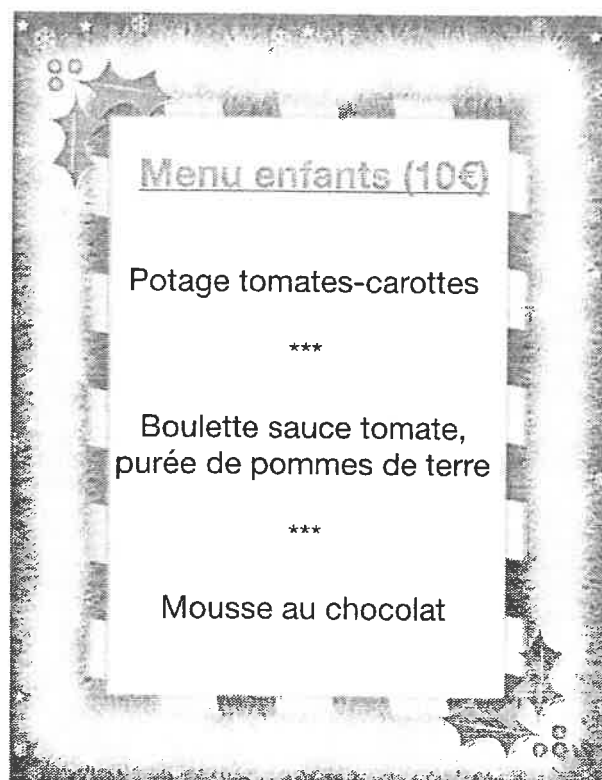 Menu enfants (10€)
Potage tomates-carottes
***
Boulette sauce tomate,
purée de pommes de terre
***
Mousse au chocolat